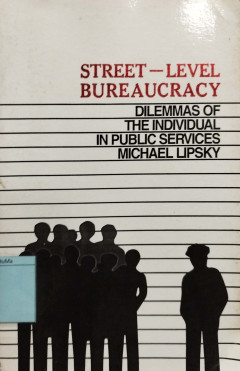 STREET-LEVEL
BUREAUCRACY
DILEMMAS OF
THE INDIVIDUAL
IN PUBLIC SERVICES
MICHAEL LIPSKY